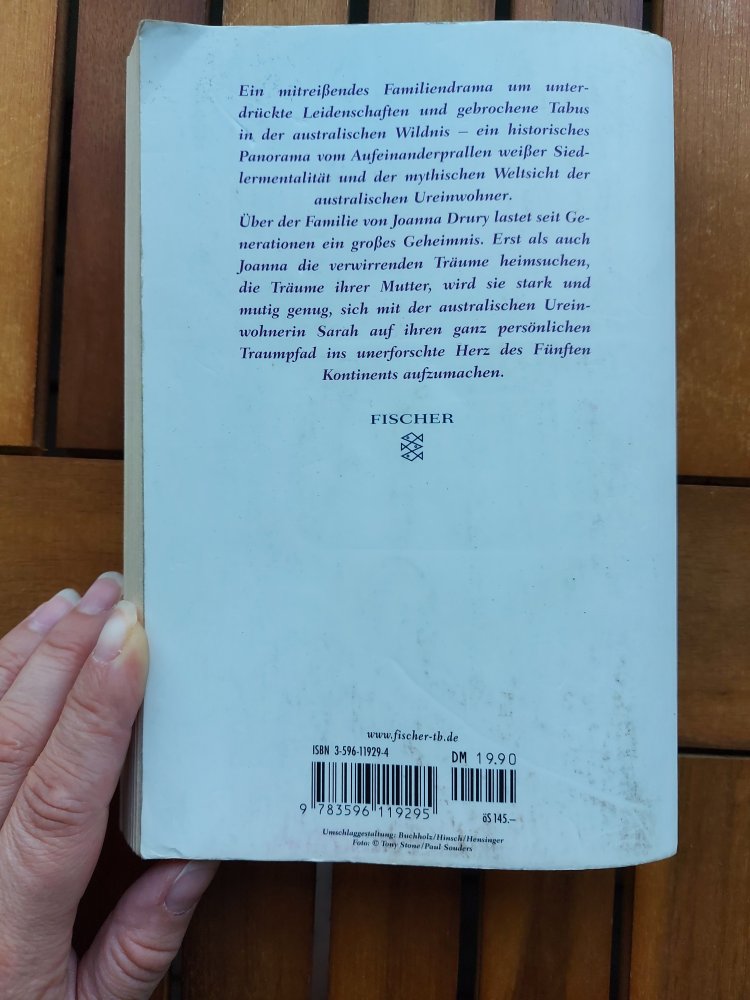 Ein mitreißendes Familiendrama um unter-
drückte Leidenschaften und gebrochene Tabus
in der australischen Wildnis – ein historisches
Panorama vom Aufeinanderprallen weißer Sied-
lermentalität und der mythischen Weltsicht der
australischen Ureinwohner.
Über der Familie von Joanna Drury lastet seit Ge-
nerationen ein großes Geheimnis. Erst als auch
Joanna die verwirrenden Träume heimsuchen,
die Träume ihrer Mutter, wird sie stark und
mutig genug, sich mit der australischen Urein-
wohnerin Sarah auf ihren ganz persönlichen
Traumpfad ins unerforschte Herz des Fünften
Kontinents aufzumachen.
FISCHER
www.fischer-tb.de
ISBN 3-596-11929-4
DM 19.90
9 783596 119295
öS 145.–
Umschlaggestaltung: Buchholz/Hinsch/Hensinger
Foto: © Tony Stone/Paul Souders